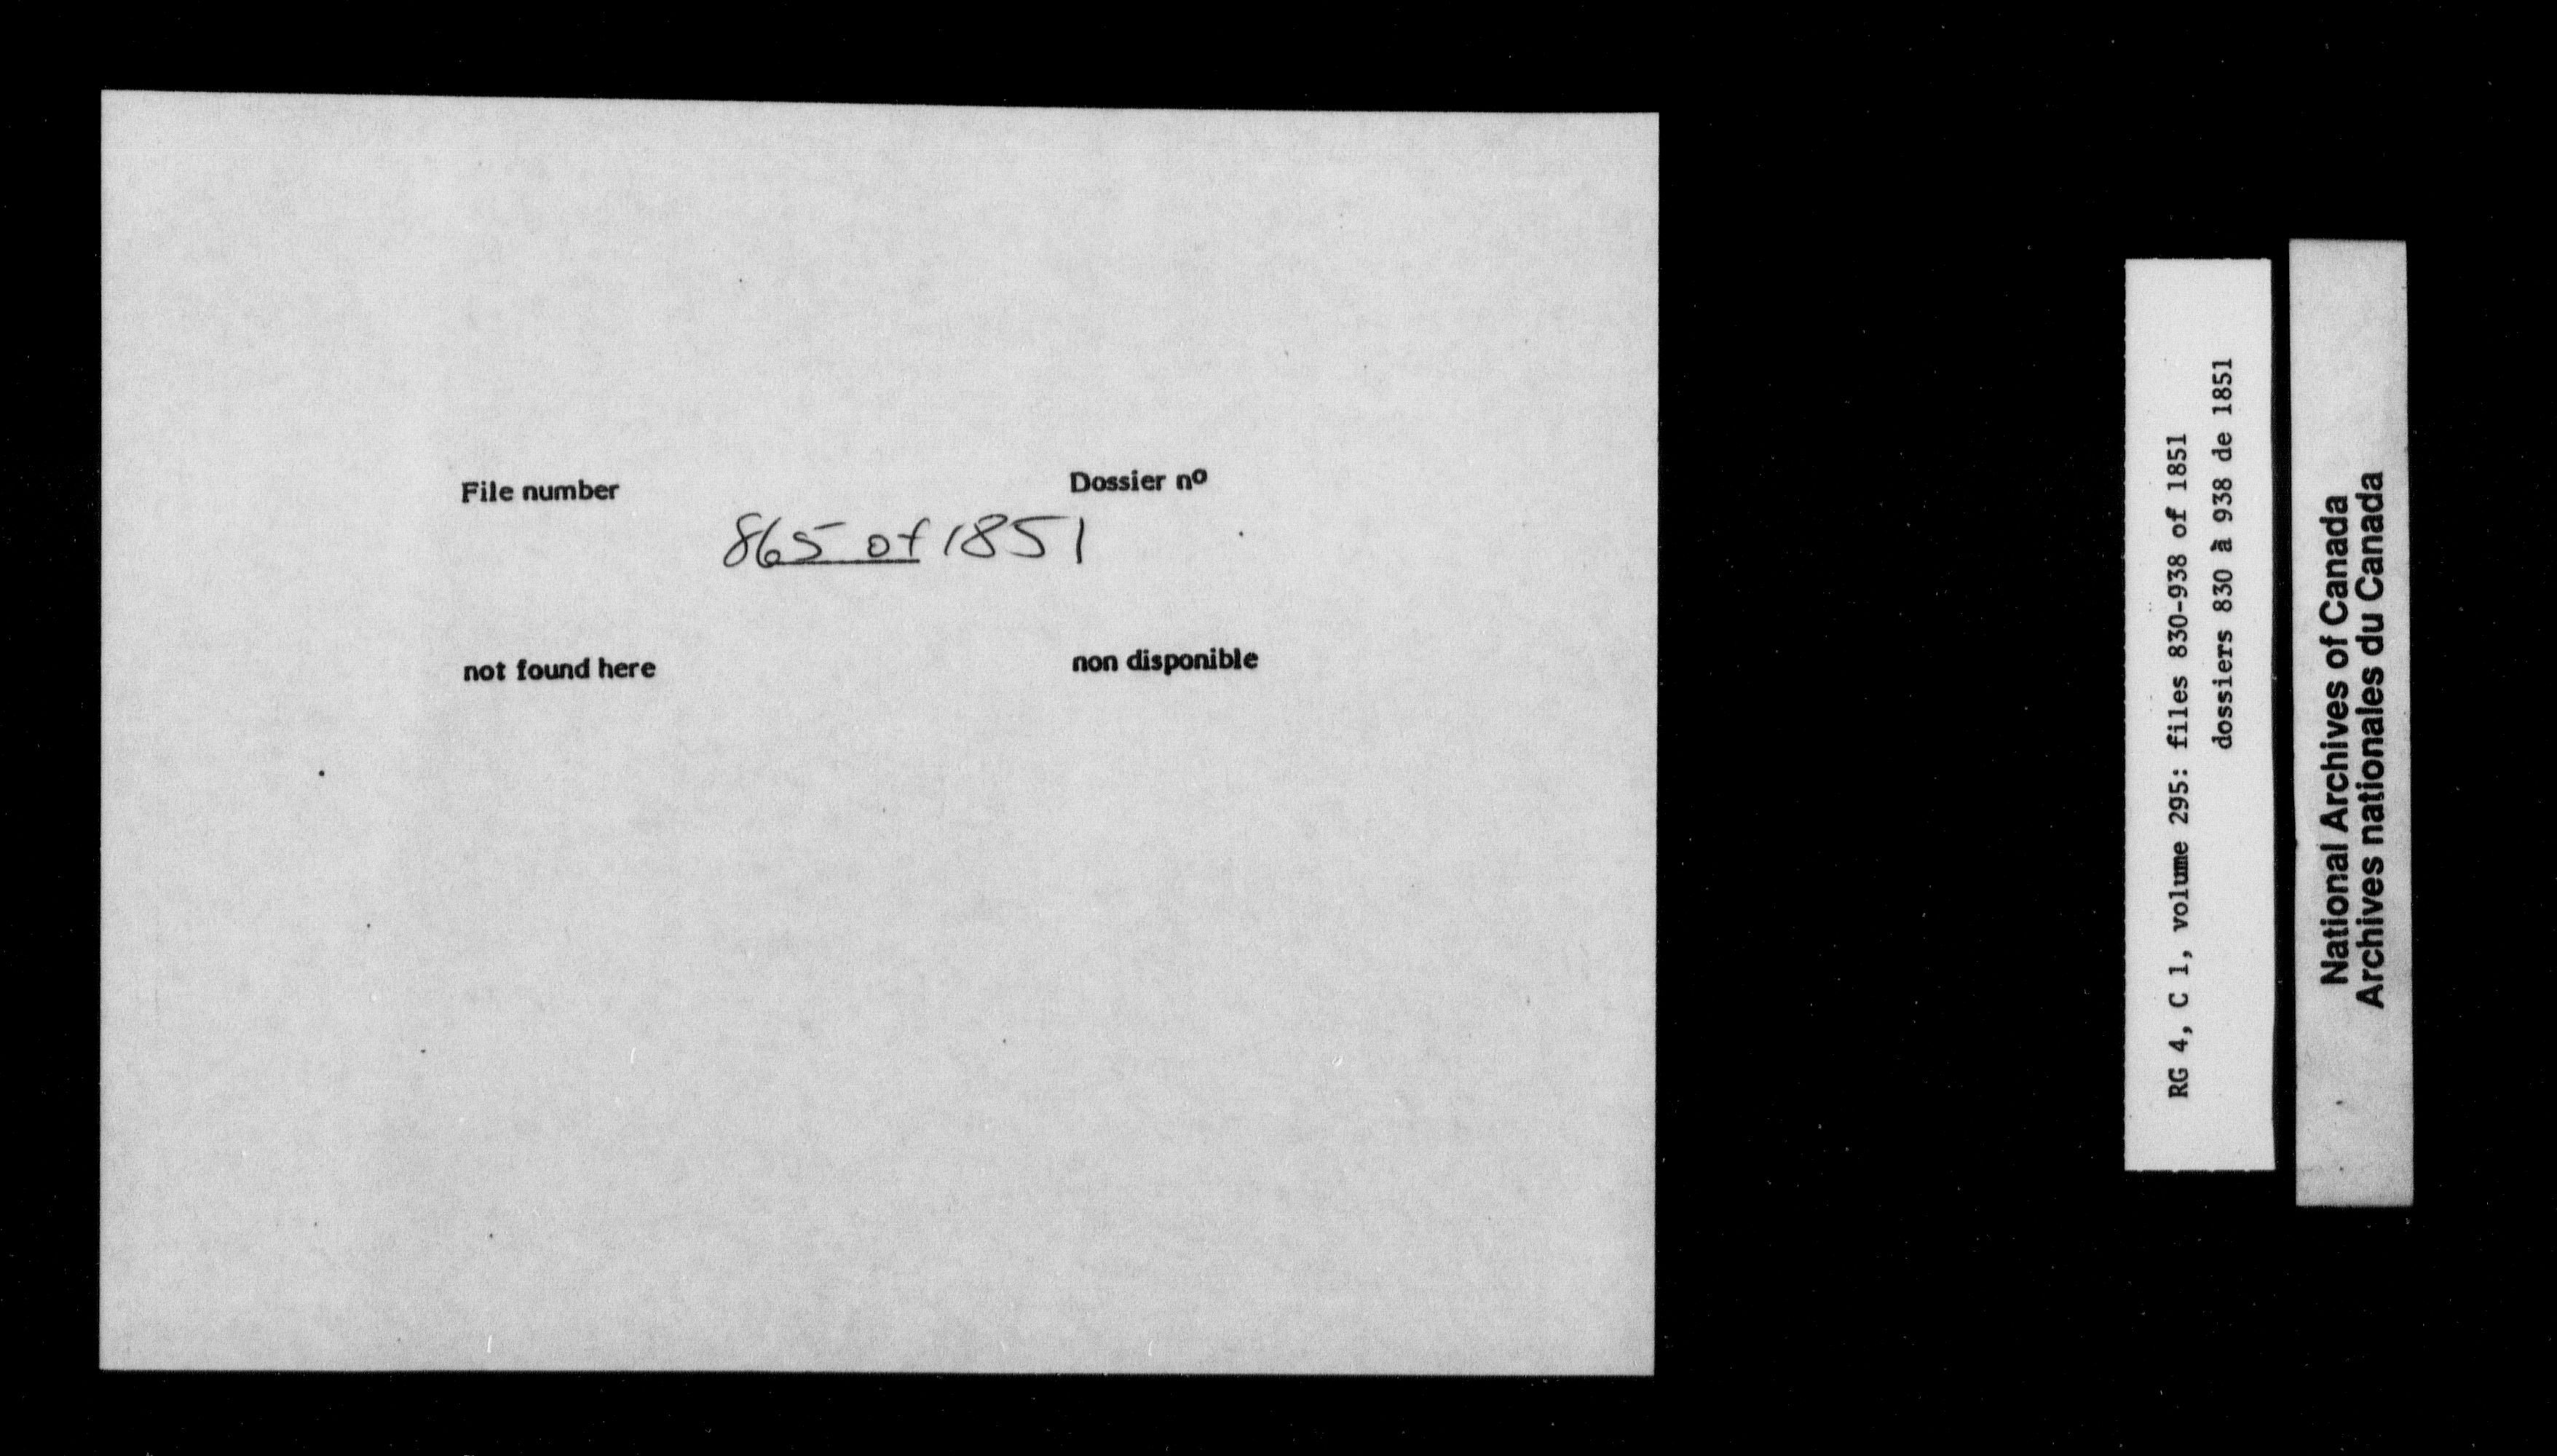 File number
Dossier nº
865 of 1851
not found here
non disponible
RG 4, C 1, volume 295: files 830-938 of 1851
dossiers 830 à 938 de 1851
National Archives of Canada
Archives nationales du Canada